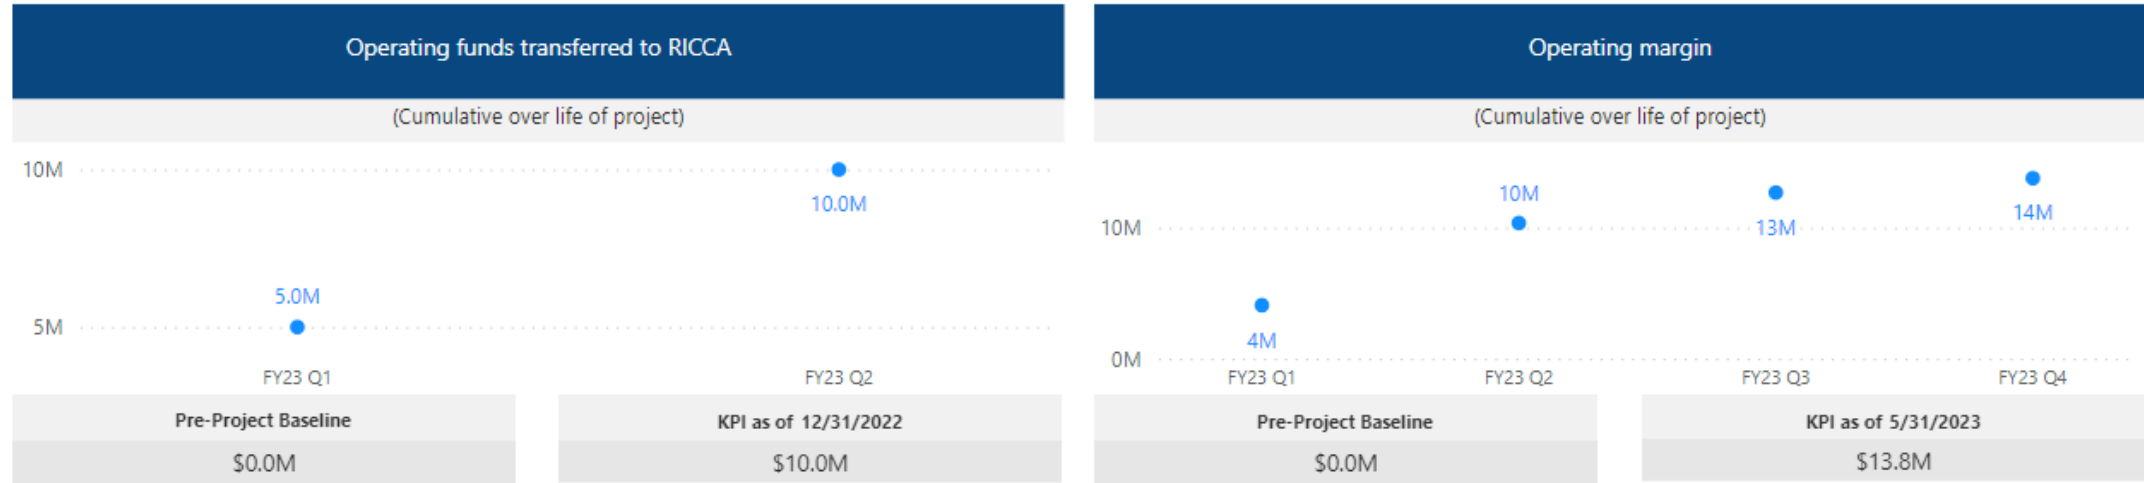 Operating funds transferred to RICCA
(Cumulative over life of project)
10M
10.0M
5.0M
5M
FY23 Q1 FY23 Q2
Pre-Project Baseline
$0.0M
KPI as of 12/31/2022
$10.0M
Operating margin
(Cumulative over life of project)
10M
14M
10M
13M
4M
0M
FY23 Q1 FY23 Q2 FY23 Q3 FY23 Q4
Pre-Project Baseline
$0.0M
KPI as of 5/31/2023
$13.8M